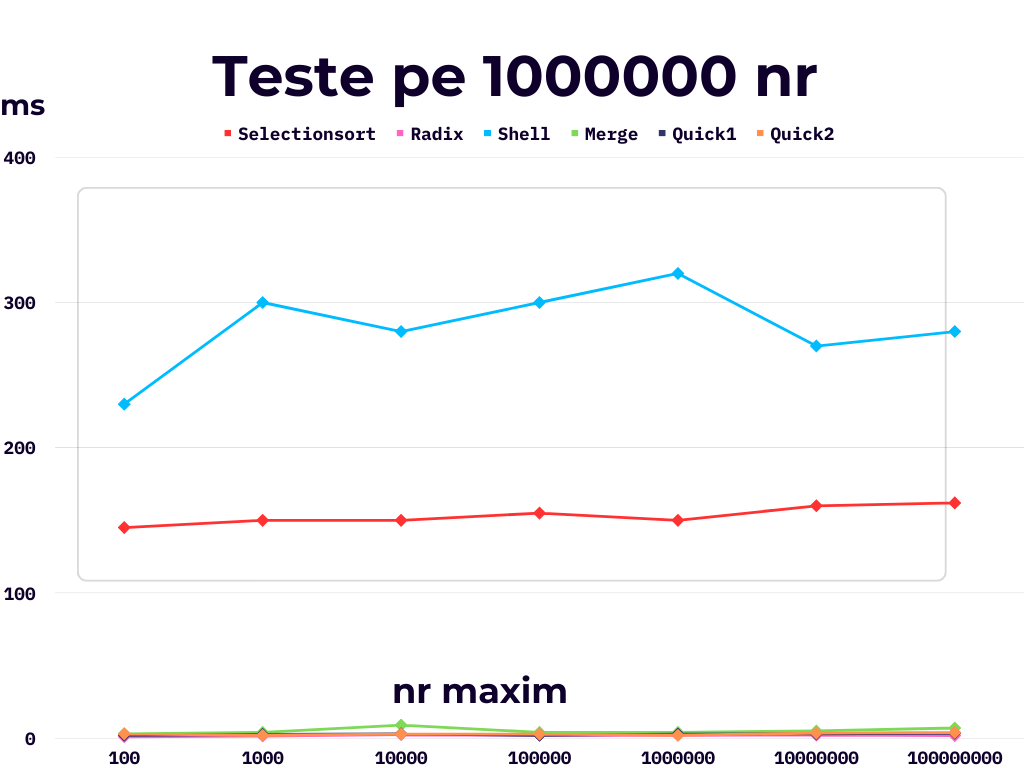 Teste pe 1000000 nr
ms
Selectionsort Radix Shell Merge Quick1 Quick2
400
300
200
100
nr maxim
0
100 1000 10000 100000 1000000 10000000 100000000